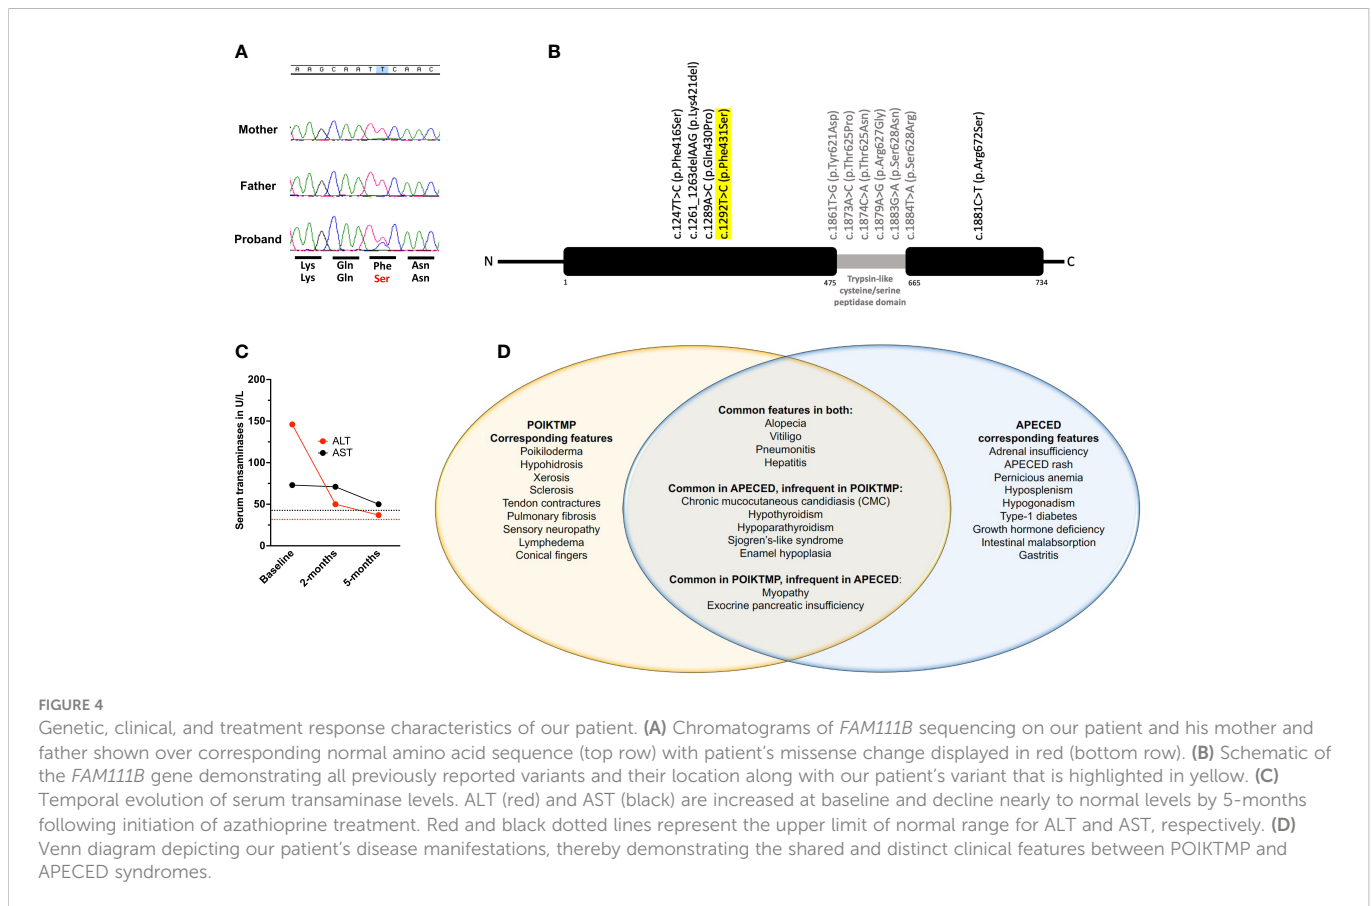 A
A A G C A A T T C A A C
Mother
Father
Proband
Lys Gln Phe Asn
Lys Gln Ser Asn
B
c.1247T>C (p.Phe416Ser)
c.1261_1263delAAG (p.Lys421del)
c.1289A>C (p.Gln430Pro)
c.1292T>C (p.Phe431Ser)
c.1861T>G (p.Tyr621Asp)
c.1873A>C (p.Thr625Pro)
c.1874C>A (p.Thr625Asn)
c.1879A>G (p.Arg627Gly)
c.1883G>A (p.Ser628Asn)
c.1884T>A (p.Ser628Arg)
c.1881C>T (p.Arg672Ser)
N
C
1
475
665
734
Trypsin-like
cysteine/serine
peptidase domain
C
Serum transaminases in U/L
200
150
100
50
0
ALT
AST
Baseline
2-months
5-months
D
POIKTMP
Corresponding features
Poikiloderma
Hypohidrosis
Xerosis
Sclerosis
Tendon contractures
Pulmonary fibrosis
Sensory neuropathy
Lymphedema
Conical fingers
Common features in both:
Alopecia
Vitiligo
Pneumonitis
Hepatitis
Common in APECED, infrequent in POIKTMP:
Chronic mucocutaneous candidiasis (CMC)
Hypothyroidism
Hypoparathyroidism
Sjogren's-like syndrome
Enamel hypoplasia
Common in POIKTMP, infrequent in APECED:
Myopathy
Exocrine pancreatic insufficiency
APECED
corresponding features
Adrenal insufficiency
APECED rash
Pernicious anemia
Hyposplenism
Hypogonadism
Type-1 diabetes
Growth hormone deficiency
Intestinal malabsorption
Gastritis
FIGURE 4
Genetic, clinical, and treatment response characteristics of our patient. (A) Chromatograms of FAM111B sequencing on our patient and his mother and
father shown over corresponding normal amino acid sequence (top row) with patient's missense change displayed in red (bottom row). (B) Schematic of
the FAM111B gene demonstrating all previously reported variants and their location along with our patient's variant that is highlighted in yellow. (C)
Temporal evolution of serum transaminase levels. ALT (red) and AST (black) are increased at baseline and decline nearly to normal levels by 5-months
following initiation of azathioprine treatment. Red and black dotted lines represent the upper limit of normal range for ALT and AST, respectively. (D)
Venn diagram depicting our patient's disease manifestations, thereby demonstrating the shared and distinct clinical features between POIKTMP and
APECED syndromes.